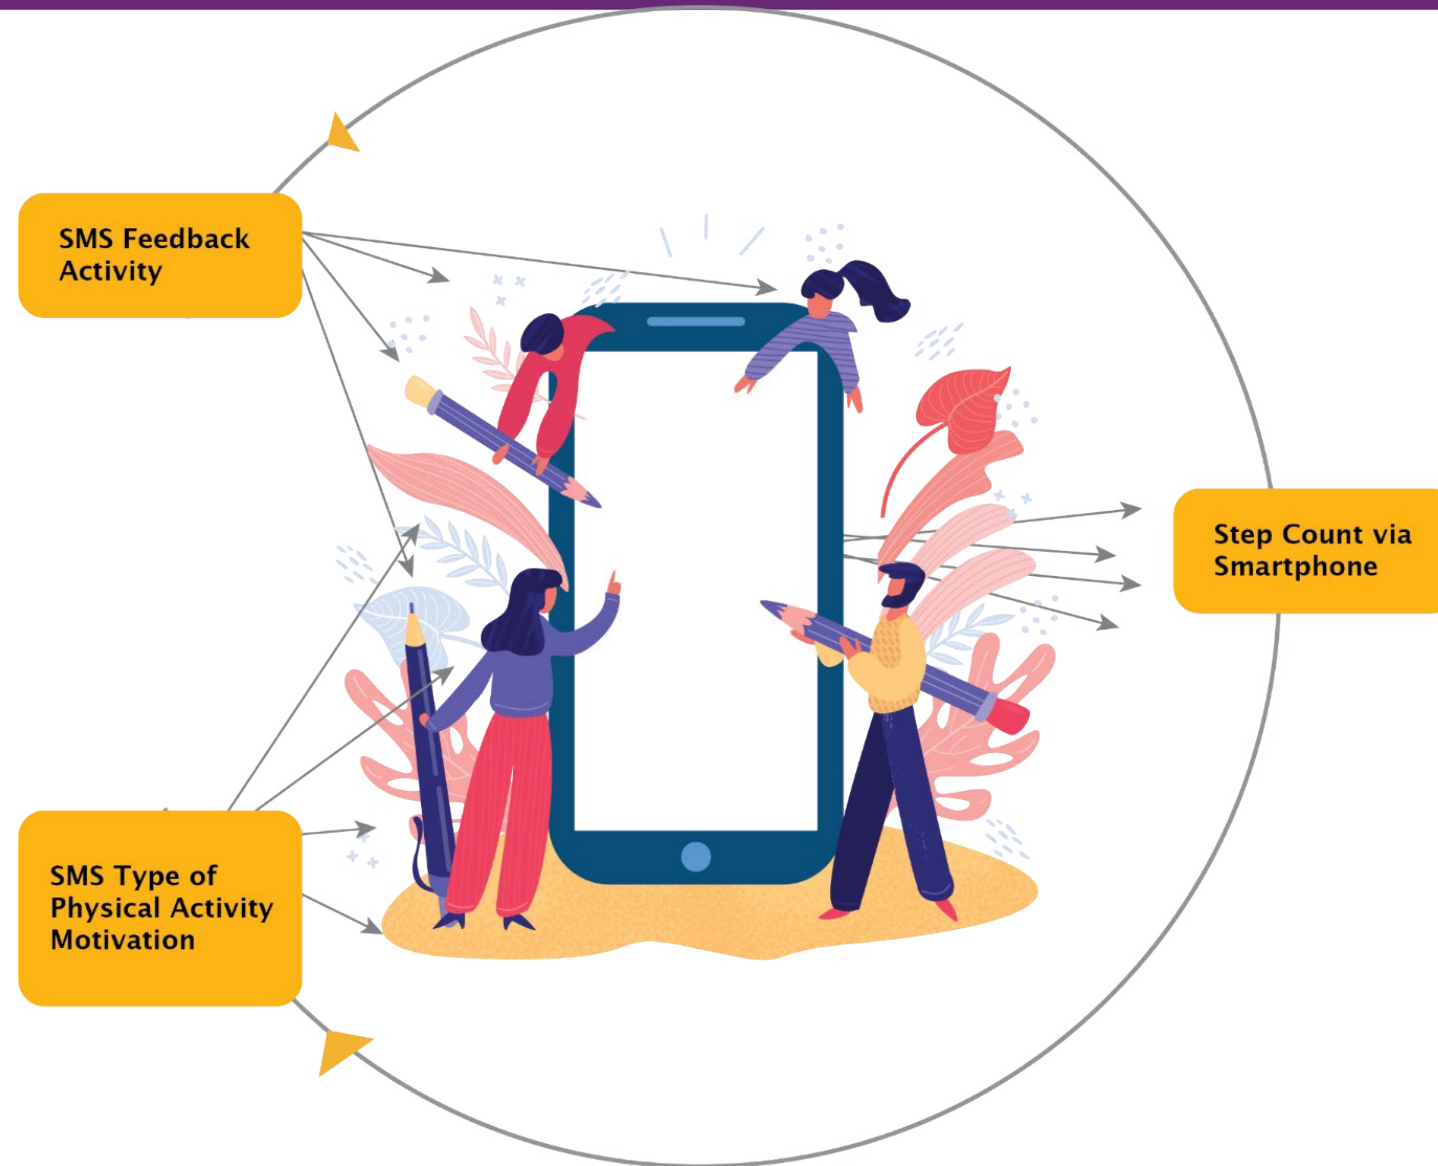 SMS Feedback
Activity
Step Count via
Smartphone
SMS Type of
Physical Activity
Motivation